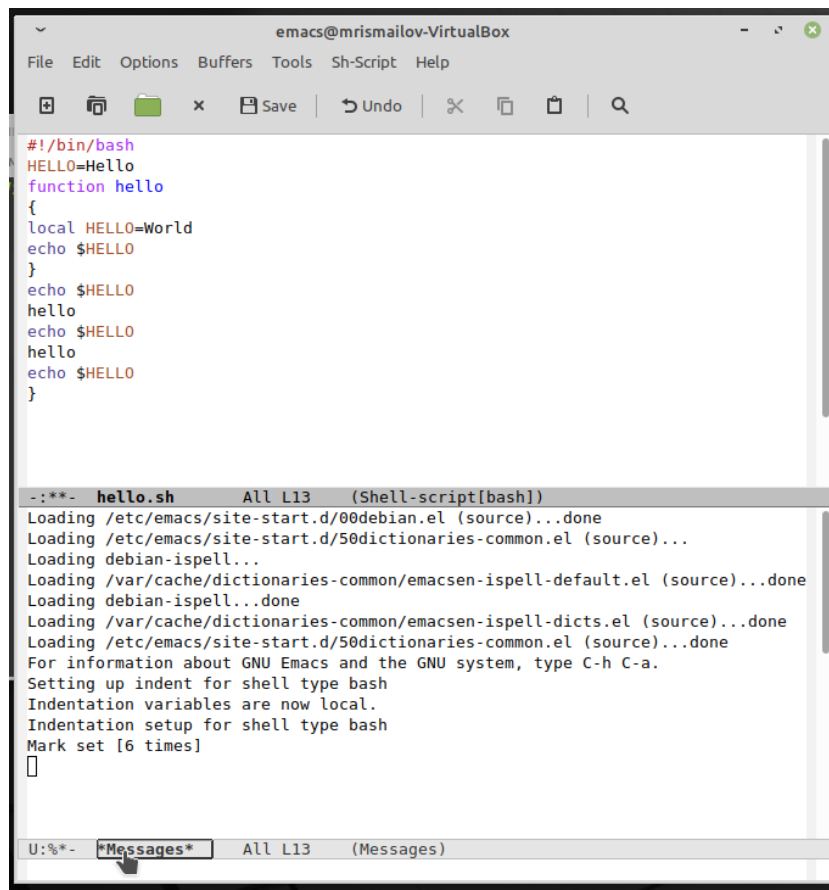 emacs@mrismailov-VirtualBox
File Edit Options Buffers Tools Sh-Script Help
Save Undo
#!/bin/bash
HELLO=Hello
function hello
{
local HELLO=World
echo $HELLO
}
echo $HELLO
hello
echo $HELLO
hello
echo $HELLO
}
-:**-  hello.sh       All L13    (Shell-script[bash])
Loading /etc/emacs/site-start.d/00debian.el (source)...done
Loading /etc/emacs/site-start.d/50dictionaries-common.el (source)...
Loading debian-ispell...
Loading /var/cache/dictionaries-common/emacsen-ispell-default.el (source)...done
Loading debian-ispell...done
Loading /var/cache/dictionaries-common/emacsen-ispell-dicts.el (source)...done
Loading /etc/emacs/site-start.d/50dictionaries-common.el (source)...done
For information about GNU Emacs and the GNU system, type C-h C-a.
Setting up indent for shell type bash
Indentation variables are now local.
Indentation setup for shell type bash
Mark set [6 times]
U:%*-  *Messages*     All L13    (Messages)